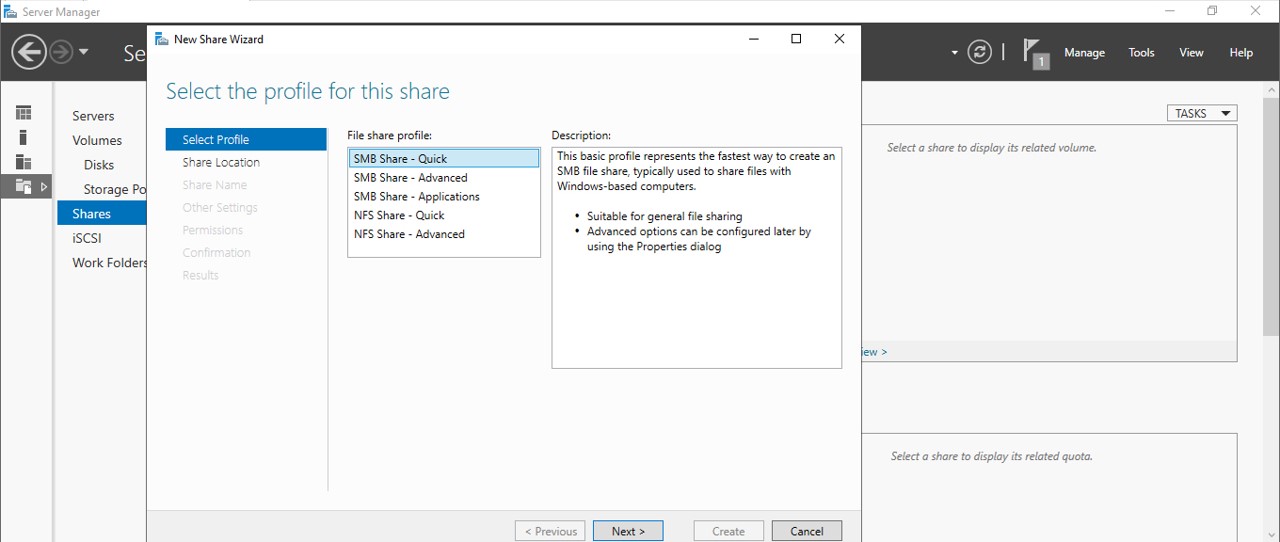 Server Manager
New Share Wizard
Se
1
Manage
Tools
View
Help
Servers
Volumes
Disks
Storage Po
Shares
iSCSI
Work Folders
Select the profile for this share
Select Profile
Share Location
Share Name
Other Settings
Permissions
Confirmation
Results
File share profile:
SMB Share - Quick
SMB Share - Advanced
SMB Share - Applications
NFS Share - Quick
NFS Share - Advanced
Description:
This basic profile represents the fastest way to create an
SMB file share, typically used to share files with
Windows-based computers.
• Suitable for general file sharing
• Advanced options can be configured later by
using the Properties dialog
< Previous
Next >
Create
Cancel
TASKS
Select a share to display its related volume.
iew >
Select a share to display its related quota.